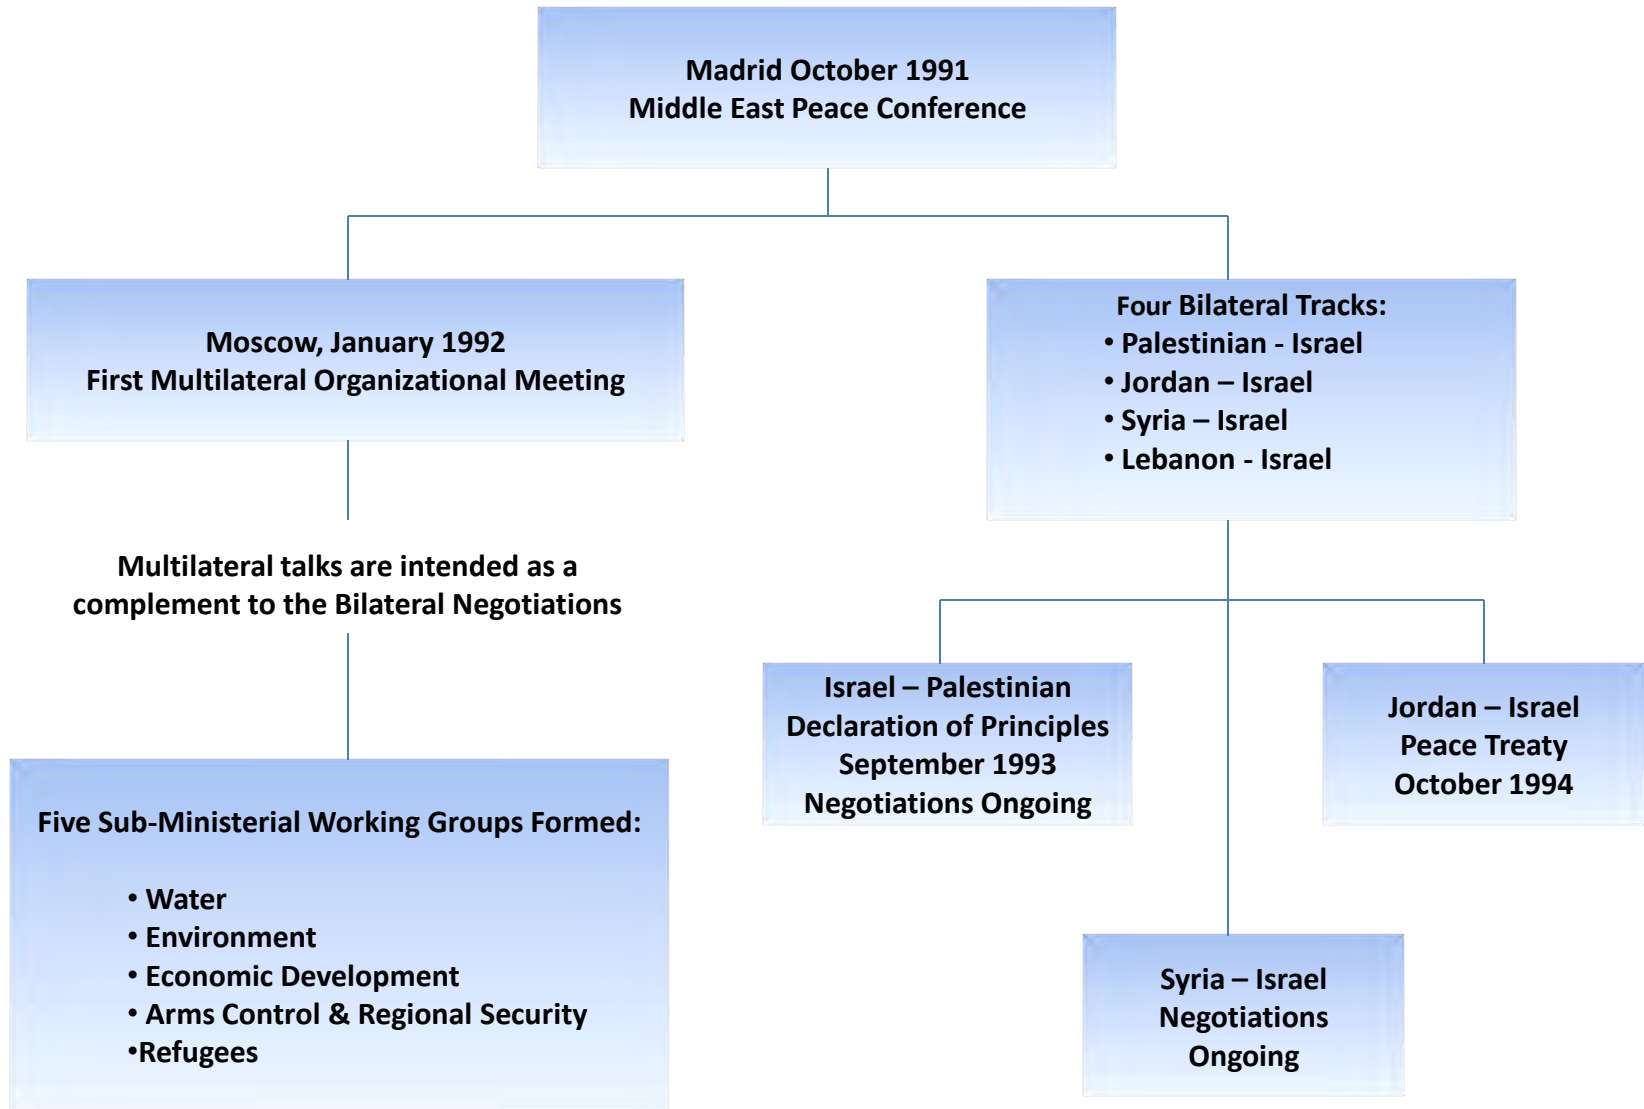 Madrid October 1991
Middle East Peace Conference
Moscow, January 1992
First Multilateral Organizational Meeting
Multilateral talks are intended as a
complement to the Bilateral Negotiations
Five Sub-Ministerial Working Groups Formed:
• Water
• Environment
• Economic Development
• Arms Control & Regional Security
•Refugees
Four Bilateral Tracks:
• Palestinian - Israel
• Jordan – Israel
• Syria – Israel
• Lebanon - Israel
Israel – Palestinian
Declaration of Principles
September 1993
Negotiations Ongoing
Jordan – Israel
Peace Treaty
October 1994
Syria – Israel
Negotiations
Ongoing